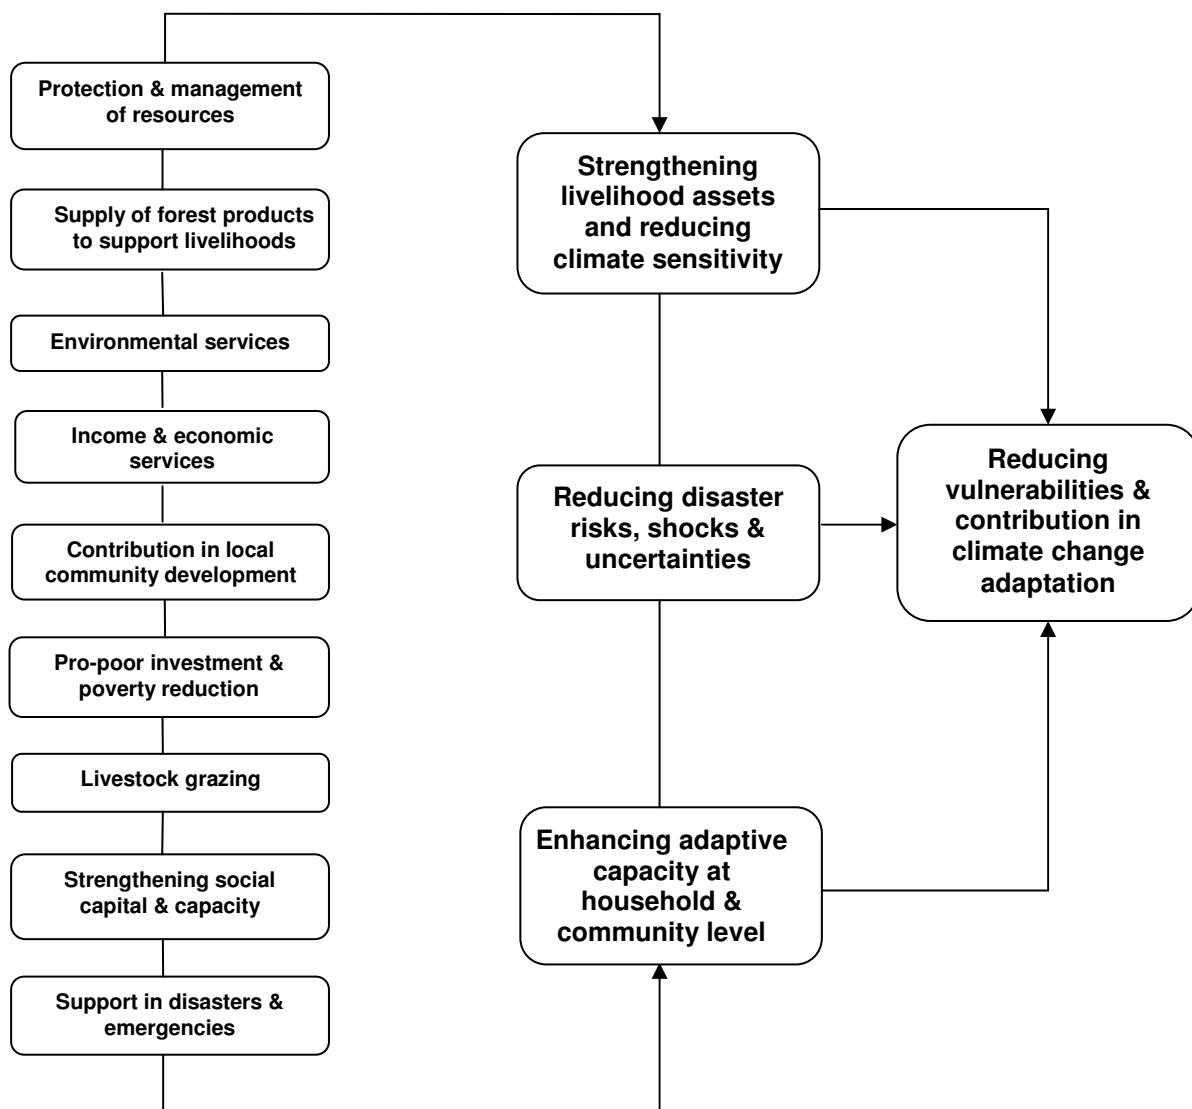 Protection & management
of resources
Supply of forest products
to support livelihoods
Environmental services
Income & economic
services
Contribution in local
community development
Pro-poor investment &
poverty reduction
Livestock grazing
Strengthening social
capital & capacity
Support in disasters &
emergencies
Strengthening
livelihood assets
and reducing
climate sensitivity
Reducing disaster
risks, shocks &
uncertainties
Enhancing adaptive
capacity at
household &
community level
Reducing
vulnerabilities &
contribution in
climate change
adaptation